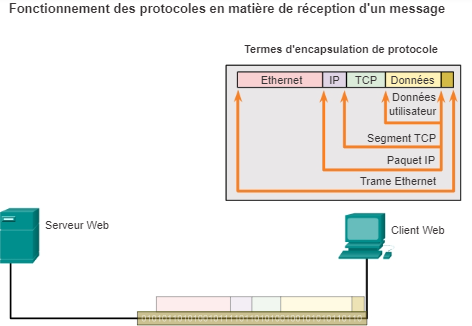 Fonctionnement des protocoles en matière de réception d'un message
Termes d'encapsulation de protocole
Ethernet IP TCP Données
Données
utilisateur
Segment TCP
Paquet IP
Trame Ethernet
Serveur Web
Client Web